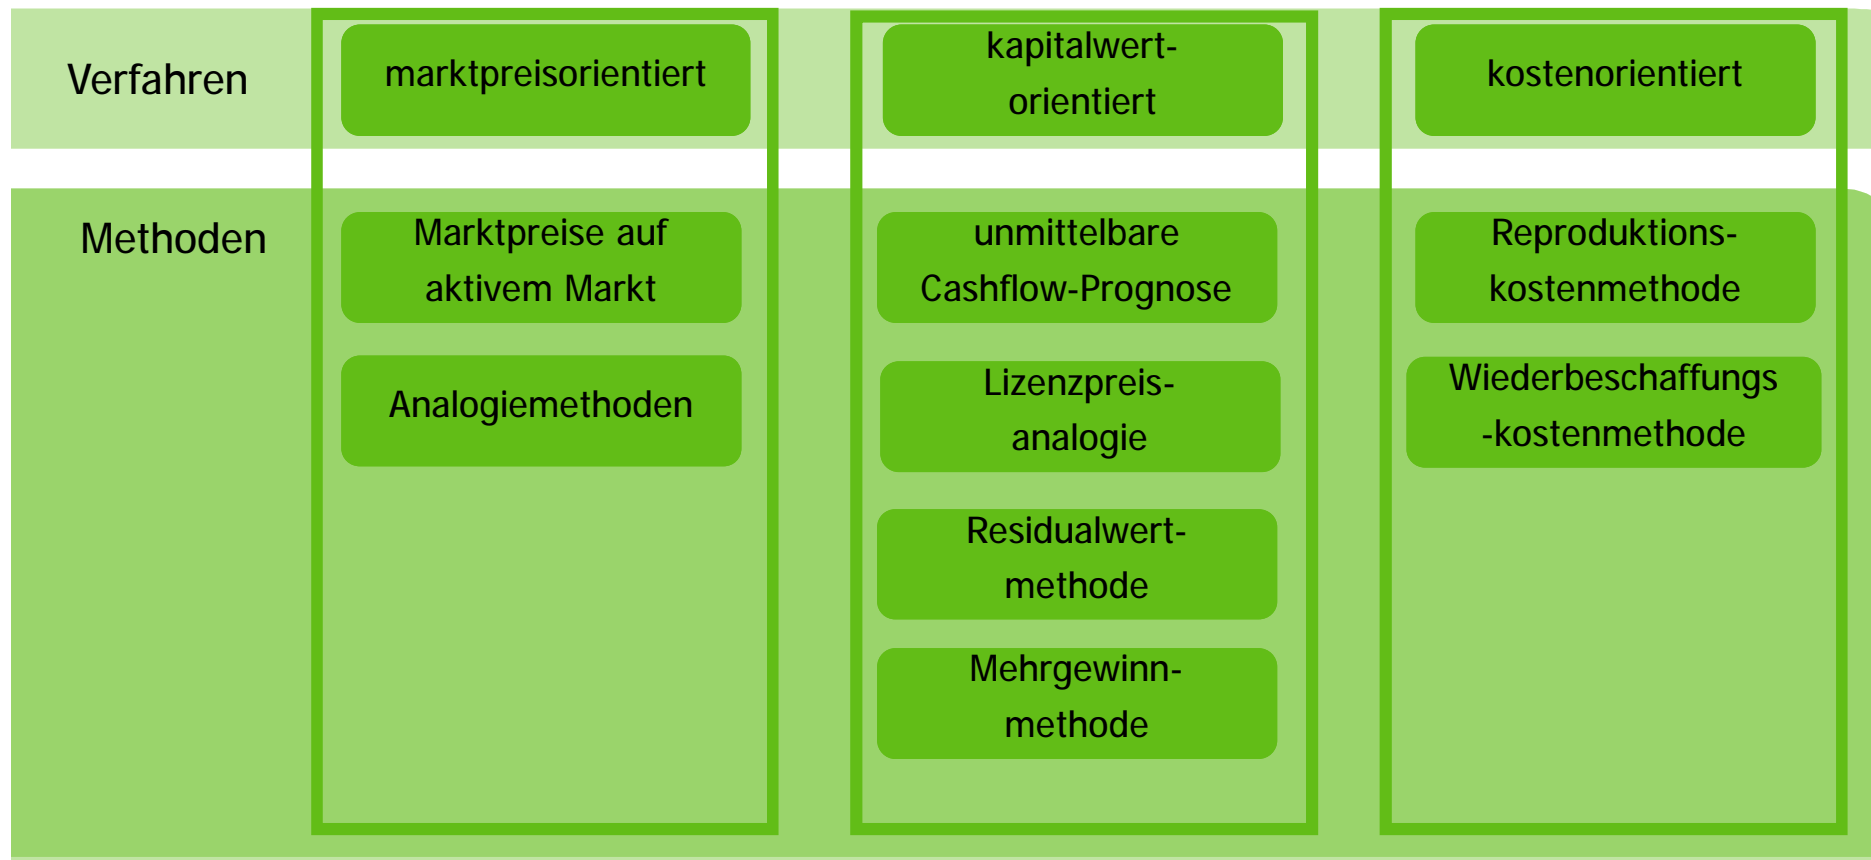 Verfahren
marktpreisorientiert
kapitalwert-
orientiert
kostenorientiert
Methoden
Marktpreise auf
aktivem Markt
unmittelbare
Cashflow-Prognose
Reproduktions-
kostenmethode
Analogiemethoden
Lizenzpreis-
analogie
Wiederbeschaffungs
-kostenmethode
Residualwert-
methode
Mehrgewinn-
methode